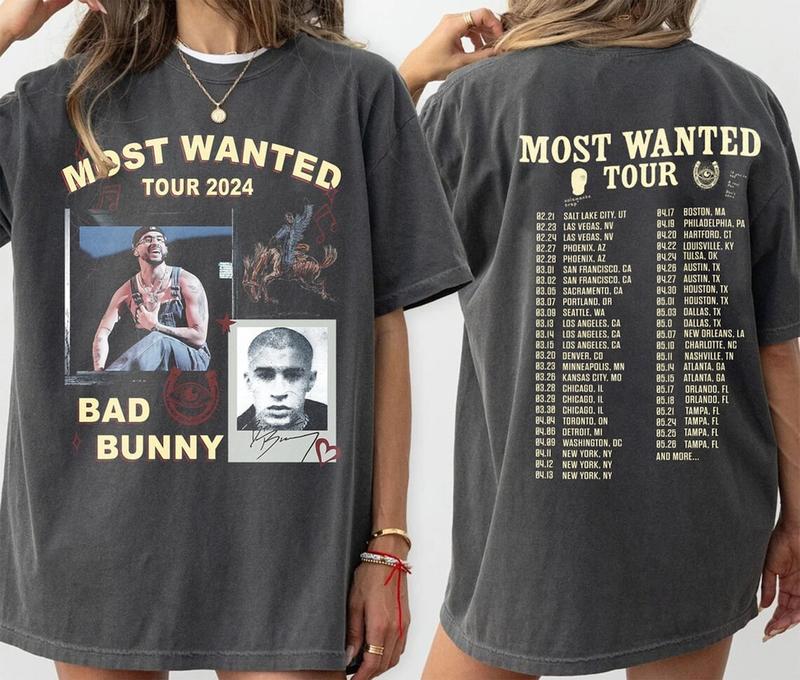 MOST WANTED
TOUR 2024
BAD
BUNNY
MOST WANTED
TOUR
02.21 SALT LAKE CITY, UT
02.23 LAS VEGAS, NV
02.24 LAS VEGAS, NV
02.27 PHOENIX, AZ
02.28 PHOENIX, AZ
03.01 SAN FRANCISCO, CA
03.02 SAN FRANCISCO, CA
03.05 SACRAMENTO, CA
03.07 PORTLAND, OR
03.09 SEATTLE, WA
03.13 LOS ANGELES, CA
03.14 LOS ANGELES, CA
03.15 LOS ANGELES, CA
03.20 DENVER, CO
03.23 MINNEAPOLIS, MN
03.26 KANSAS CITY, MO
03.28 CHICAGO, IL
03.29 CHICAGO, IL
03.30 CHICAGO, IL
04.04 TORONTO, ON
04.06 DETROIT, MI
04.09 WASHINGTON, DC
04.11 NEW YORK, NY
04.12 NEW YORK, NY
04.13 NEW YORK, NY
04.17 BOSTON, MA
04.19 PHILADELPHIA, PA
04.20 HARTFORD, CT
04.22 LOUISVILLE, KY
04.24 TULSA, OK
04.26 AUSTIN, TX
04.27 AUSTIN, TX
04.30 HOUSTON, TX
05.01 HOUSTON, TX
05.03 DALLAS, TX
05.0 DALLAS, TX
05.07 NEW ORLEANS, LA
05.10 CHARLOTTE, NC
05.11 NASHVILLE, TN
05.14 ATLANTA, GA
05.15 ATLANTA, GA
05.17 ORLANDO, FL
05.18 ORLANDO, FL
05.21 TAMPA, FL
05.24 TAMPA, FL
05.25 TAMPA, FL
05.26 TAMPA, FL
AND MORE...